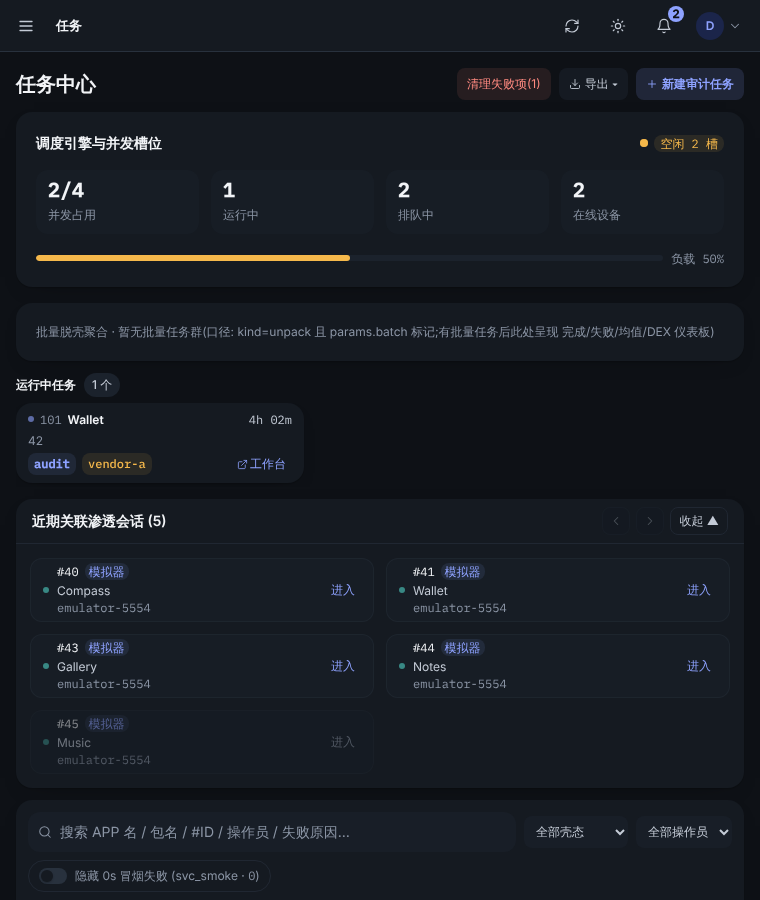 任务
2
D
任务中心
清理失败项(1)
导出
新建审计任务
调度引擎与并发槽位
空闲 2 槽
2/4
并发占用
1
运行中
2
排队中
2
在线设备
负载 50%
批量脱壳聚合 · 暂无批量任务群(口径: kind=unpack 且 params.batch 标记;有批量任务后此处呈现 完成/失败/均值/DEX 仪表板)
运行中任务 1 个
101 Wallet 4h 02m
42
audit vendor-a 工作台
近期关联渗透会话 (5)
收起 ▲
#40 模拟器
Compass
emulator-5554
进入
#41 模拟器
Wallet
emulator-5554
进入
#43 模拟器
Gallery
emulator-5554
进入
#44 模拟器
Notes
emulator-5554
进入
#45 模拟器
Music
emulator-5554
进入
搜索 APP 名 / 包名 / #ID / 操作员 / 失败原因...
全部壳态
全部操作员
隐藏 0s 冒烟失败 (svc_smoke · 0)